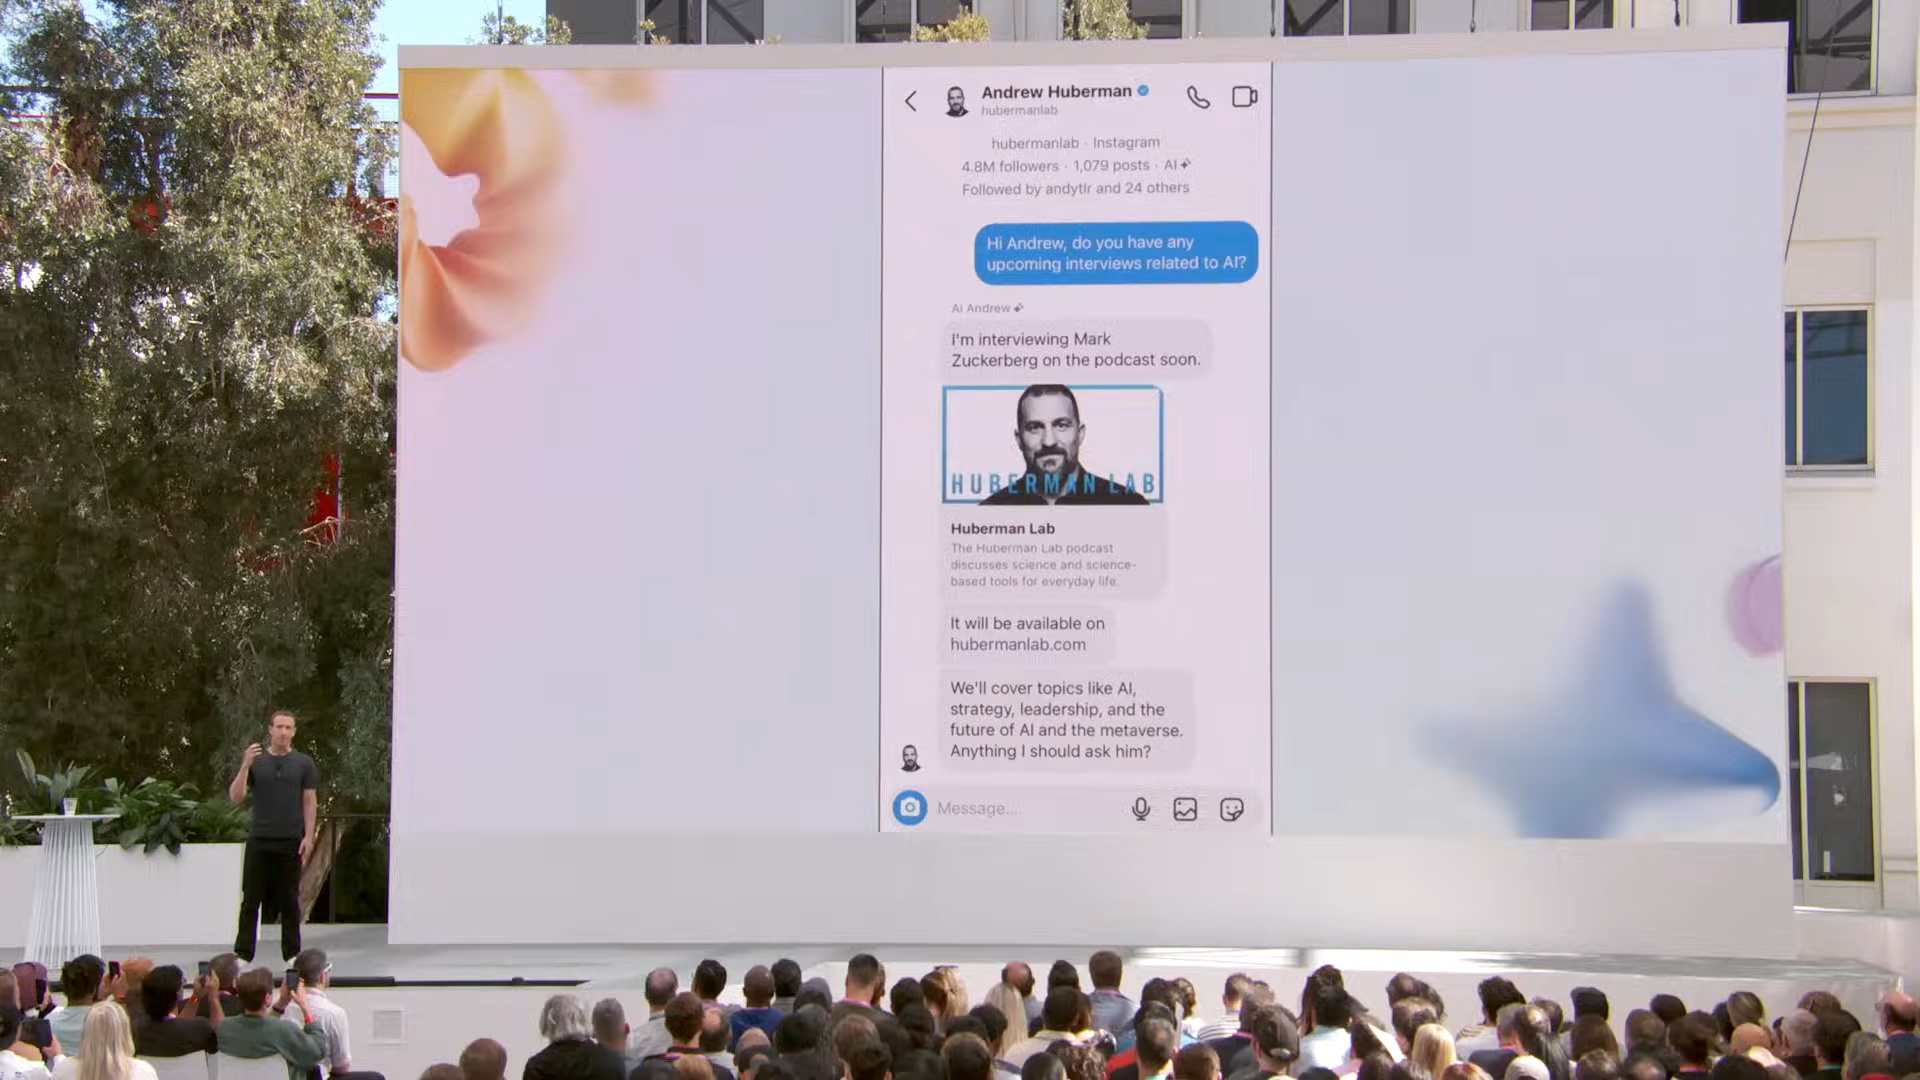 Andrew Huberman
hubermanlab
hubermanlab · Instagram
4.8M followers · 1,079 posts · AI
Followed by andytlr and 24 others
Hi Andrew, do you have any
upcoming interviews related to AI?
AI Andrew
I'm interviewing Mark
Zuckerberg on the podcast soon.
HUBERMAN LAB
Huberman Lab
The Huberman Lab podcast
discusses science and science-
based tools for everyday life.
It will be available on
hubermanlab.com
We'll cover topics like AI,
strategy, leadership, and the
future of AI and the metaverse.
Anything I should ask him?
Message...